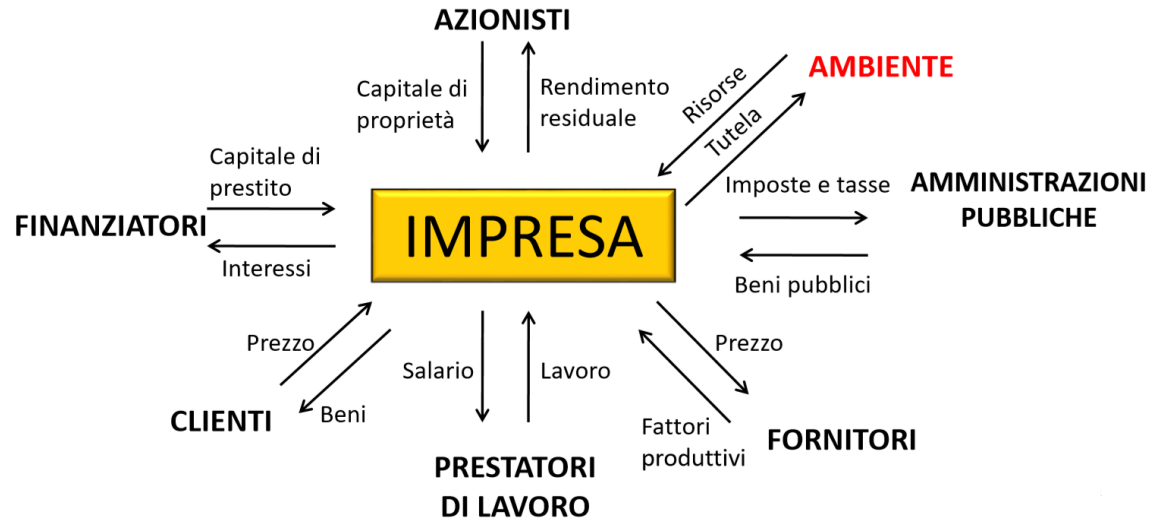 AZIONISTI
Capitale di
proprietà
Rendimento
residuale
Risorse
Tutela
AMBIENTE
Capitale di
prestito
FINANZIATORI
Interessi
IMPRESA
Imposte e tasse
AMMINISTRAZIONI
PUBBLICHE
Beni pubblici
Prezzo
Beni
CLIENTI
Salario
Lavoro
PRESTATORI
DI LAVORO
Prezzo
Fattori
produttivi
FORNITORI